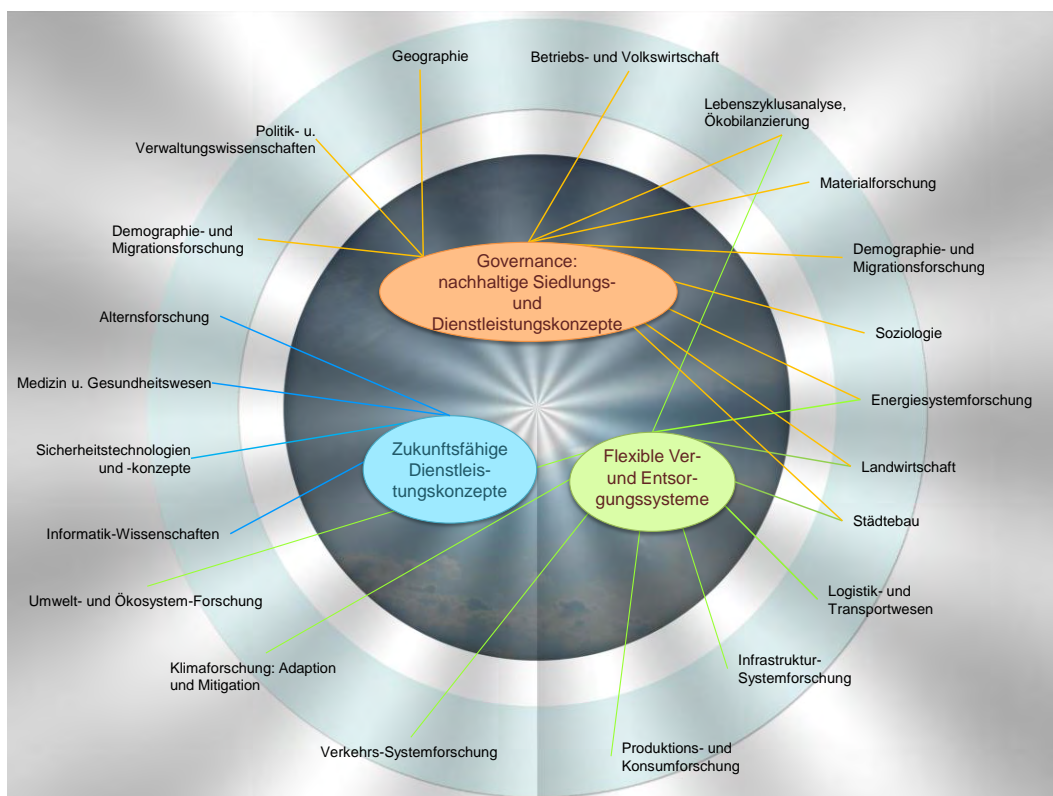 Geographie
Betriebs- und Volkswirtschaft
Lebenszyklusanalyse,
Ökobilanzierung
Politik- u.
Verwaltungswissenschaften
Materialforschung
Demographie- und
Migrationsforschung
Demographie- und
Migrationsforschung
Governance:
nachhaltige Siedlungs-
und
Dienstleistungskonzepte
Alternsforschung
Soziologie
Medizin u. Gesundheitswesen
Energiesystemforschung
Sicherheitstechnologien
und -konzepte
Zukunftsfähige
Dienstleis-
tungskonzepte
Flexible Ver-
und Entsor-
gungssysteme
Landwirtschaft
Informatik-Wissenschaften
Städtebau
Umwelt- und Ökosystem-Forschung
Logistik- und
Transportwesen
Klimaforschung: Adaption
und Mitigation
Infrastruktur-
Systemforschung
Verkehrs-Systemforschung
Produktions- und
Konsumforschung